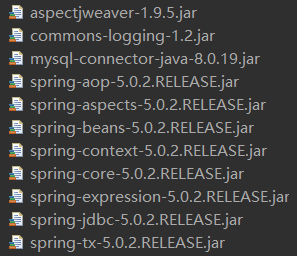 aspectjweaver-1.9.5.jar
commons-logging-1.2.jar
mysql-connector-java-8.0.19.jar
spring-aop-5.0.2.RELEASE.jar
spring-aspects-5.0.2.RELEASE.jar
spring-beans-5.0.2.RELEASE.jar
spring-context-5.0.2.RELEASE.jar
spring-core-5.0.2.RELEASE.jar
spring-expression-5.0.2.RELEASE.jar
spring-jdbc-5.0.2.RELEASE.jar
spring-tx-5.0.2.RELEASE.jar